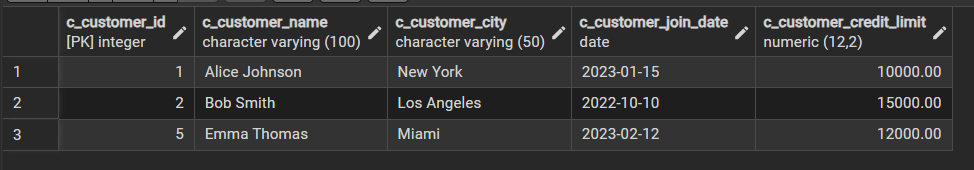 c_customer_id c_customer_name c_customer_city c_customer_join_date c_customer_credit_limit
[PK] integer character varying (100) character varying (50) date numeric (12,2)
1 1 Alice Johnson New York 2023-01-15 10000.00
2 2 Bob Smith Los Angeles 2022-10-10 15000.00
3 5 Emma Thomas Miami 2023-02-12 12000.00